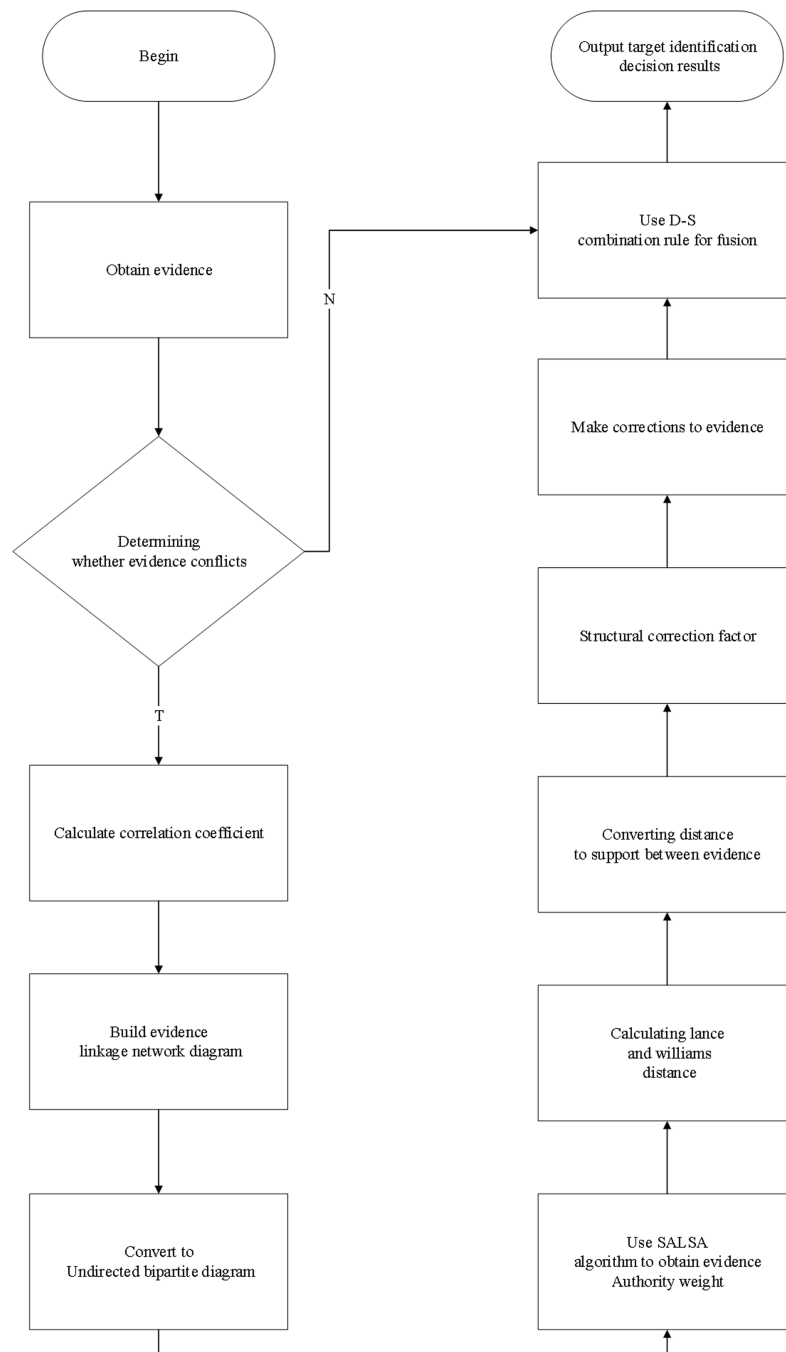 Begin
Obtain evidence
Determining
whether evidence conflicts
N
T
Calculate correlation coefficient
Build evidence
linkage network diagram
Convert to
Undirected bipartite diagram
Output target identification
decision results
Use D-S
combination rule for fusion
Make corrections to evidence
Structural correction factor
Converting distance
to support between evidence
Calculating lance
and williams
distance
Use SALSA
algorithm to obtain evidence
Authority weight